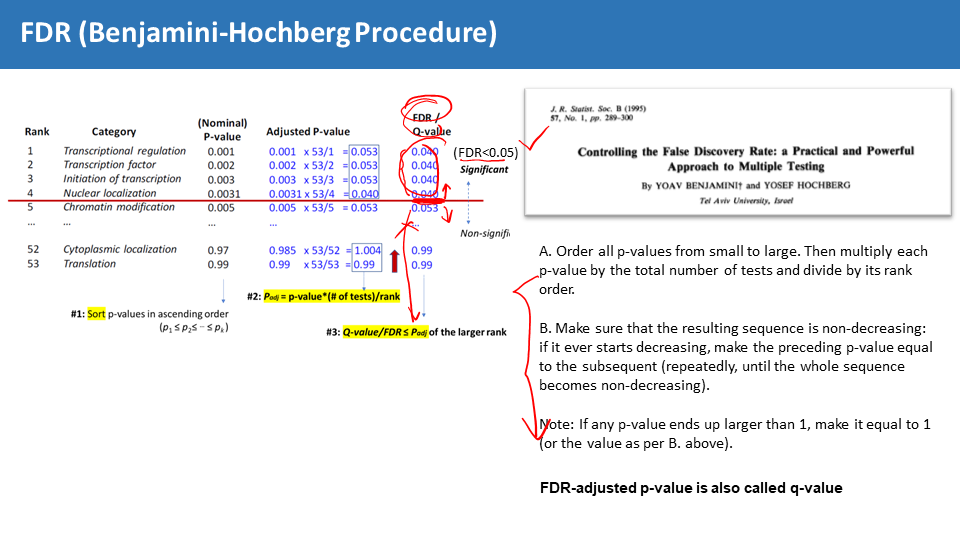 FDR (Benjamini-Hochberg Procedure)
FDR /
(Nominal)
Rank Category P-value Adjusted P-value Q-value
1 Transcriptional regulation 0.001 0.001 x 53/1 = 0.053 0.040 (FDR<0.05)
2 Transcription factor 0.002 0.002 x 53/2 = 0.053 0.040 Significant
3 Initiation of transcription 0.003 0.003 x 53/3 = 0.053 0.040
4 Nuclear localization 0.0031 0.0031 x 53/4 = 0.040 0.040
5 Chromatin modification 0.005 0.005 x 53/5 = 0.053 0.053
... ... ... ... ...
Non-signifi
52 Cytoplasmic localization 0.97 0.985 x 53/52 = 1.004 0.99
53 Translation 0.99 0.99 x 53/53 = 0.99 0.99
#2: Padj = p-value*(# of tests)/rank
#1: Sort p-values in ascending order
(p1 ≤ p2≤ ··· ≤ pk)
#3: Q-value/FDR ≤ Padj of the larger rank
J. R. Statist. Soc. B (1995)
57, No. 1, pp. 289-300
Controlling the False Discovery Rate: a Practical and Powerful
Approach to Multiple Testing
By YOAV BENJAMINI† and YOSEF HOCHBERG
Tel Aviv University, Israel
A. Order all p-values from small to large. Then multiply each
p-value by the total number of tests and divide by its rank
order.
B. Make sure that the resulting sequence is non-decreasing:
if it ever starts decreasing, make the preceding p-value equal
to the subsequent (repeatedly, until the whole sequence
becomes non-decreasing).
Note: If any p-value ends up larger than 1, make it equal to 1
(or the value as per B. above).
FDR-adjusted p-value is also called q-value